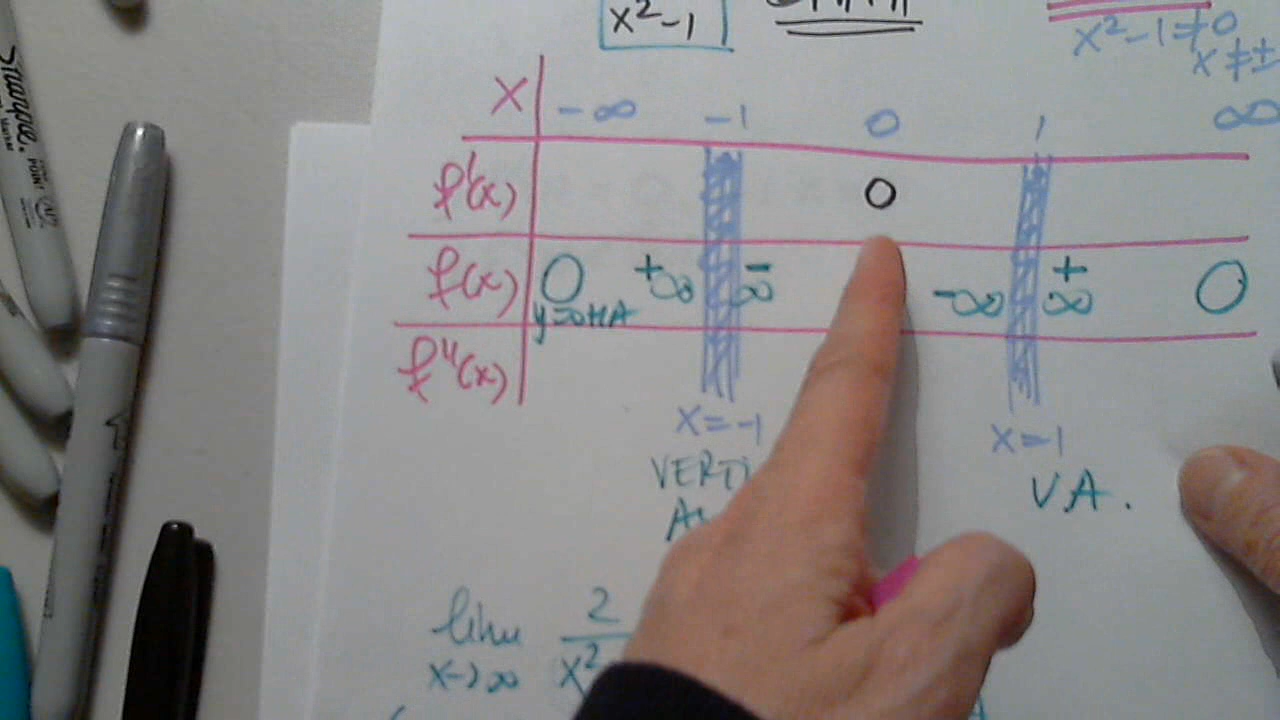 x²-1
x²-1≠0
x≠±
x -∞ -1 0 1 ∞
f'(x) 0
f(x) 0 +∞ -∞ -∞ +∞ 0
y=0 HA
f''(x)
x=-1 x=1
VERTI VA.
lim 2
x→∞ x²
Sharpie